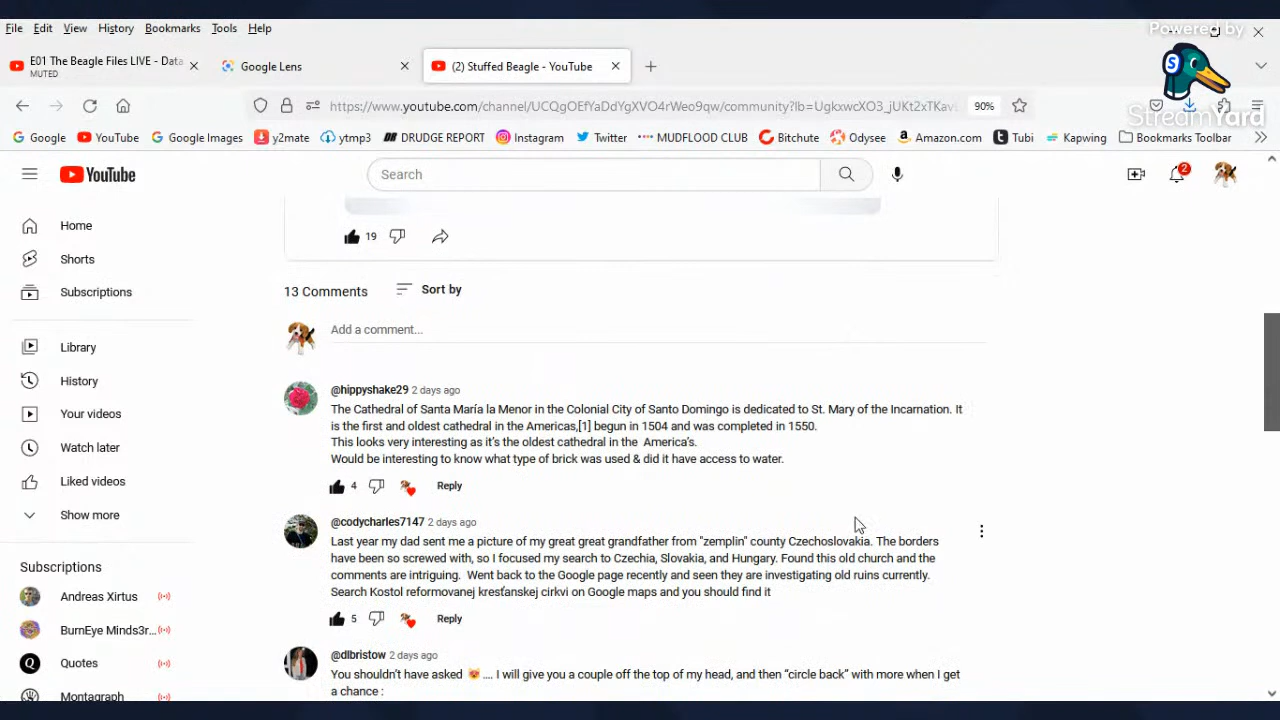 Powered by
StreamYard
File Edit View History Bookmarks Tools Help
E01 The Beagle Files LIVE - Data
MUTED
Google Lens
(2) Stuffed Beagle - YouTube
https://www.youtube.com/channel/UCQgOEfYaDdYgXVO4rWeo9qw/community?lb=UgkxwcXO3_jUKt2xTKavi
90%
Google YouTube Google Images y2mate ytmp3 DRUDGE REPORT Instagram Twitter MUDFLOOD CLUB Bitchute Odysee Amazon.com Tubi Kapwing Bookmarks Toolbar
YouTube
Search
2
Home
Shorts
Subscriptions
Library
History
Your videos
Watch later
Liked videos
Show more
Subscriptions
Andreas Xirtus
BurnEye Minds3r...
Quotes
Montagraph
19
13 Comments Sort by
Add a comment...
@hippyshake29 2 days ago
The Cathedral of Santa María la Menor in the Colonial City of Santo Domingo is dedicated to St. Mary of the Incarnation. It
is the first and oldest cathedral in the Americas,[1] begun in 1504 and was completed in 1550.
This looks very interesting as it's the oldest cathedral in the America's.
Would be interesting to know what type of brick was used & did it have access to water.
4 Reply
@codycharles7147 2 days ago
Last year my dad sent me a picture of my great great grandfather from "zemplin" county Czechoslovakia. The borders
have been so screwed with, so I focused my search to Czechia, Slovakia, and Hungary. Found this old church and the
comments are intriguing. Went back to the Google page recently and seen they are investigating old ruins currently.
Search Kostol reformovanej kresťanskej cirkvi on Google maps and you should find it
5 Reply
@dlbristow 2 days ago
You shouldn't have asked 😻 .... I will give you a couple off the top of my head, and then "circle back" with more when I get
a chance :